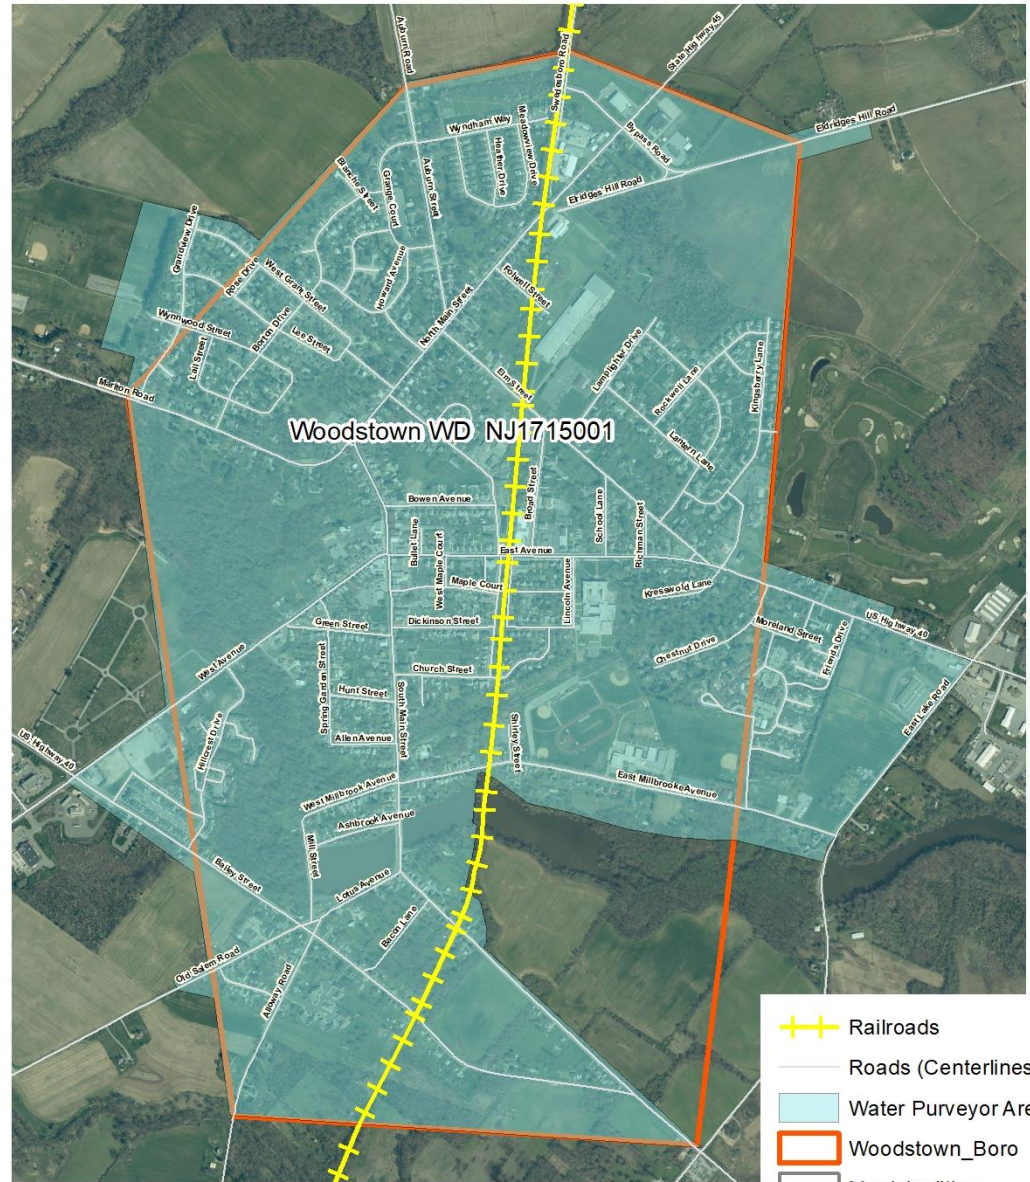 Auburn Road
Swedesboro Road
State Highway 45
Eldridges Hill Road
Wyndham Way
Meadowview Drive
Heather Drive
Bypass Road
Blanche Street
Grange Court
Auburn Street
Eldridges Hill Road
Grandview Drive
Rose Drive
West Grant Street
Howard Avenue
Folwell Street
North Main Street
Wynnwood Street
Borton Drive
Lee Street
Lail Street
Marlton Road
Elm Street
Lamplighter Drive
Rockwell Lane
Kingsberry Lane
Woodstown WD NJ1715001
Lantern Lane
Bowen Avenue
Broad Street
School Lane
Richman Street
Bullet Lane
West Maple Court
East Avenue
Maple Court
Lincoln Avenue
Kresswold Lane
US Highway 40
Green Street
Dickinson Street
Moreland Street
Friends Drive
Chestnut Drive
West Avenue
Spring Garden Street
Church Street
Hunt Street
South Main Street
Allen Avenue
Shirley Street
East Lake Road
US Highway 40
Hillcrest Drive
West Millbrook Avenue
East Millbrooke Avenue
Ashbrook Avenue
Mill Street
Bailey Street
Lotus Avenue
Bacon Lane
Old Salem Road
Alloway Road
Railroads
Roads (Centerlines
Water Purveyor Are
Woodstown_Boro